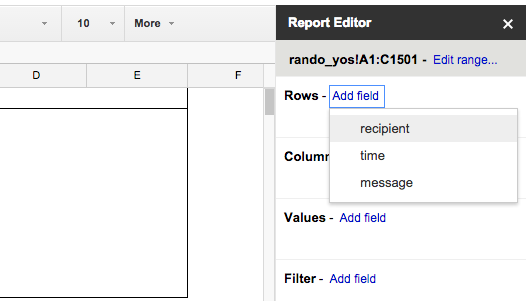 10 More Report Editor ×
rando_yos!A1:C1501 - Edit range...
D E F
Rows - Add field
recipient
Column
time
message
Values - Add field
Filter - Add field